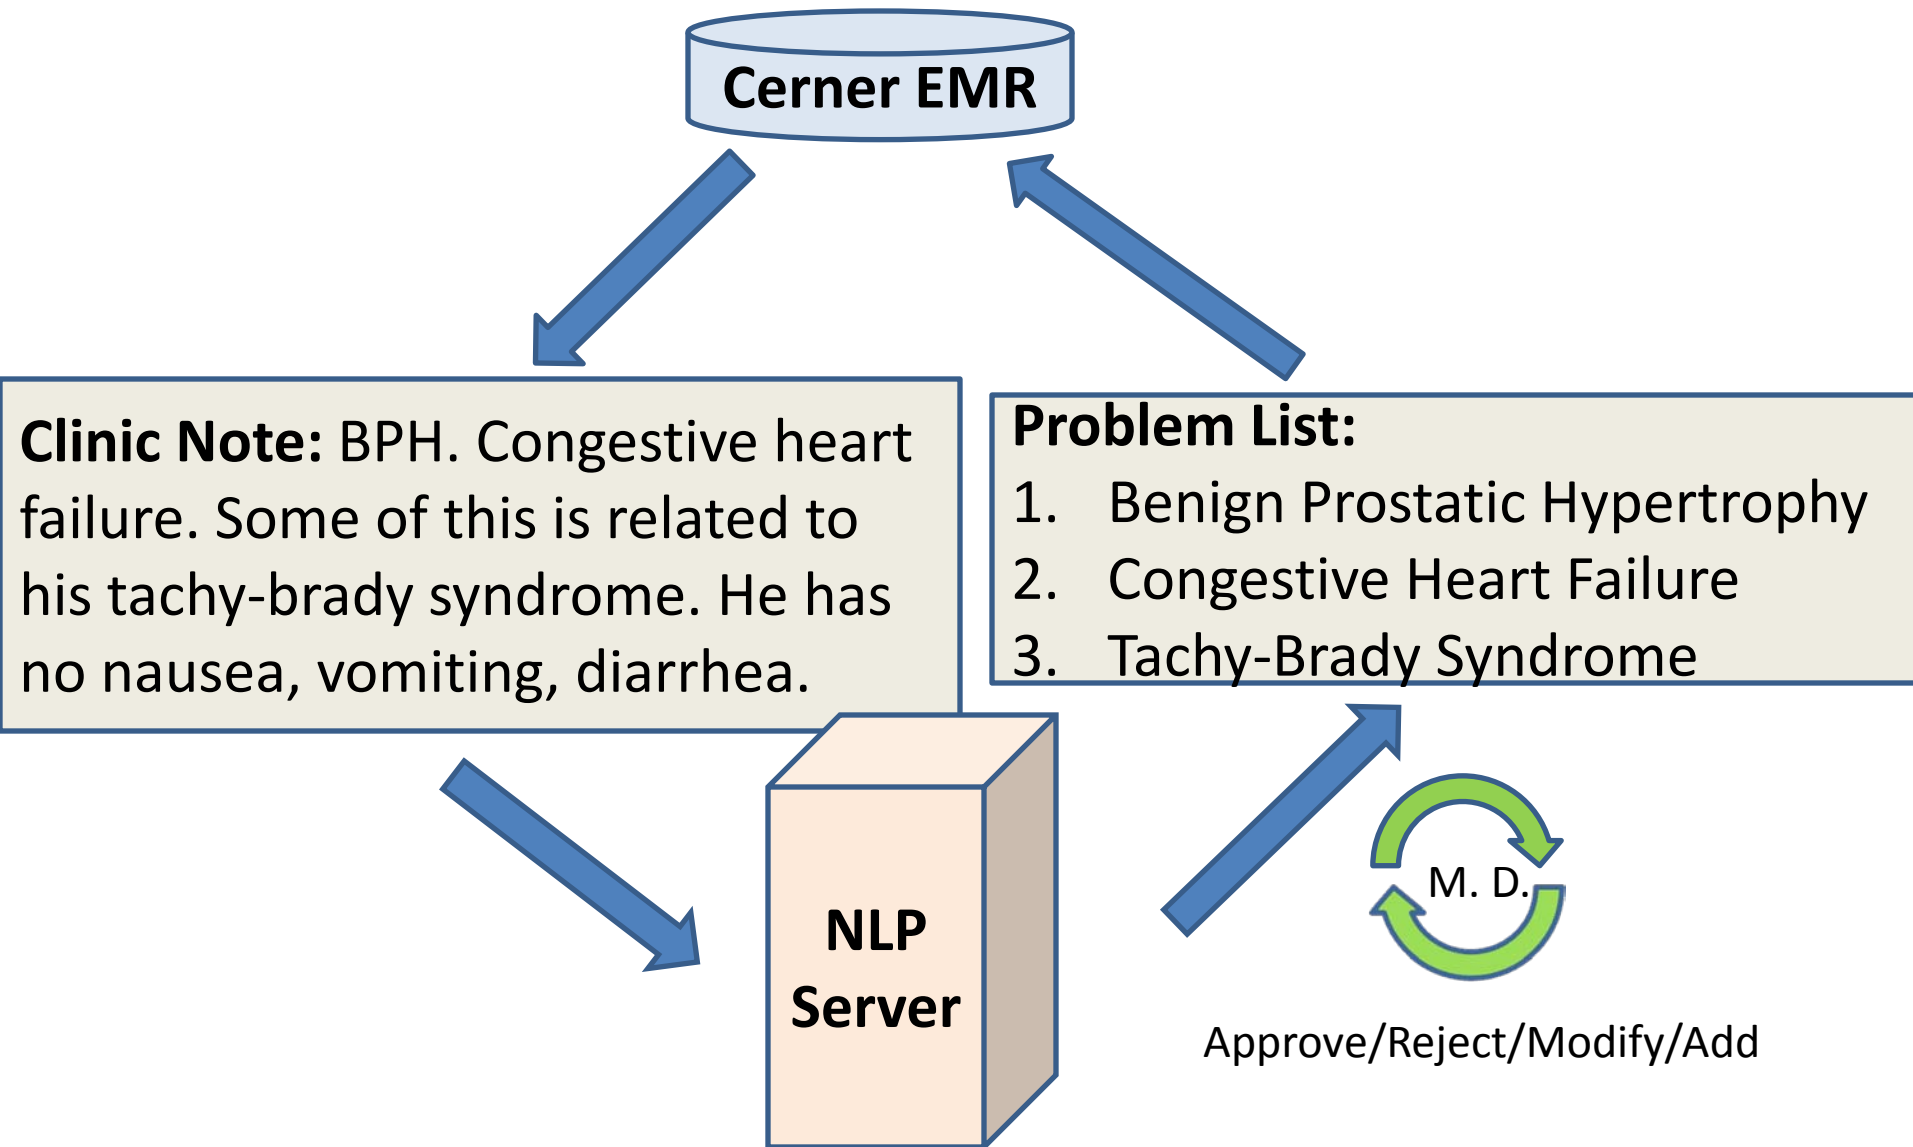 Cerner EMR
Clinic Note: BPH. Congestive heart
failure. Some of this is related to
his tachy-brady syndrome. He has
no nausea, vomiting, diarrhea.
Problem List:
1. Benign Prostatic Hypertrophy
2. Congestive Heart Failure
3. Tachy-Brady Syndrome
NLP
Server
M. D.
Approve/Reject/Modify/Add